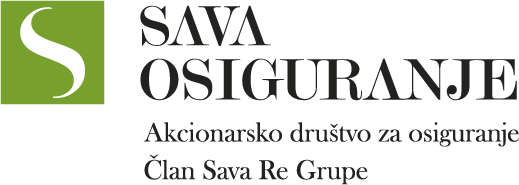 S
SAVA
OSIGURANJE
Akcionarsko društvo za osiguranje
Član Sava Re Grupe